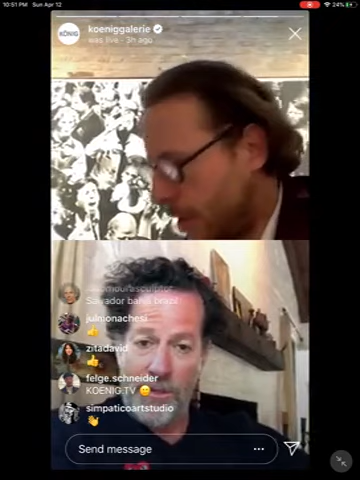 10:51 PM Sun Apr 12
24%
KÖNIG
koeniggalerie
was live · 3h ago
Salvador bahia brazil
juliionachesi
zitadavid
felge.schneider
KOENIG.TV
simpaticoartstudio
Send message